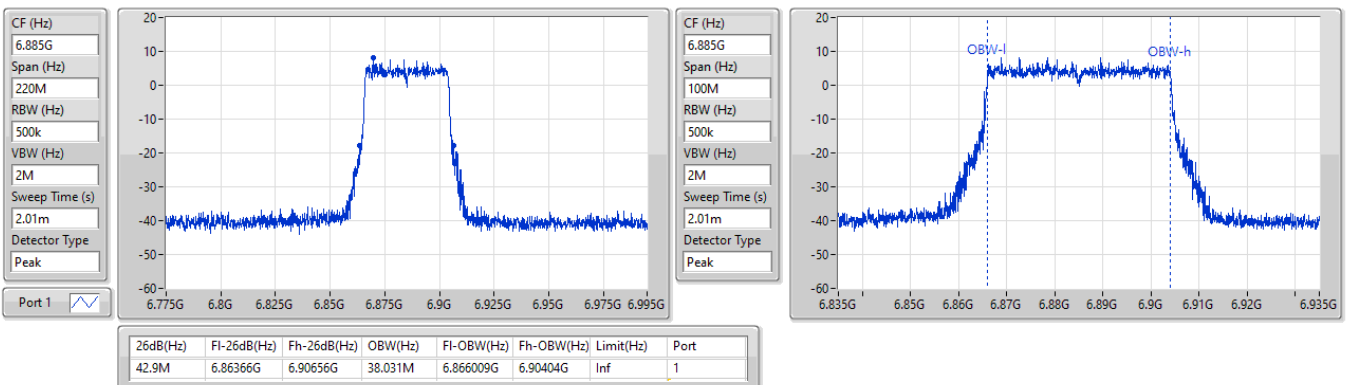 CF (Hz)
6.885G
Span (Hz)
220M
RBW (Hz)
500k
VBW (Hz)
2M
Sweep Time (s)
2.01m
Detector Type
Peak
Port 1
20
10
0
-10
-20
-30
-40
-50
-60
6.775G 6.8G 6.825G 6.85G 6.875G 6.9G 6.925G 6.95G 6.975G 6.995G
CF (Hz)
6.885G
Span (Hz)
100M
RBW (Hz)
500k
VBW (Hz)
2M
Sweep Time (s)
2.01m
Detector Type
Peak
20
10
0
-10
-20
-30
-40
-50
-60
OBW-l OBW-h
6.835G 6.85G 6.86G 6.87G 6.88G 6.89G 6.9G 6.91G 6.92G 6.935G
26dB(Hz) Fl-26dB(Hz) Fh-26dB(Hz) OBW(Hz) Fl-OBW(Hz) Fh-OBW(Hz) Limit(Hz) Port
42.9M 6.86366G 6.90656G 38.031M 6.866009G 6.90404G Inf 1